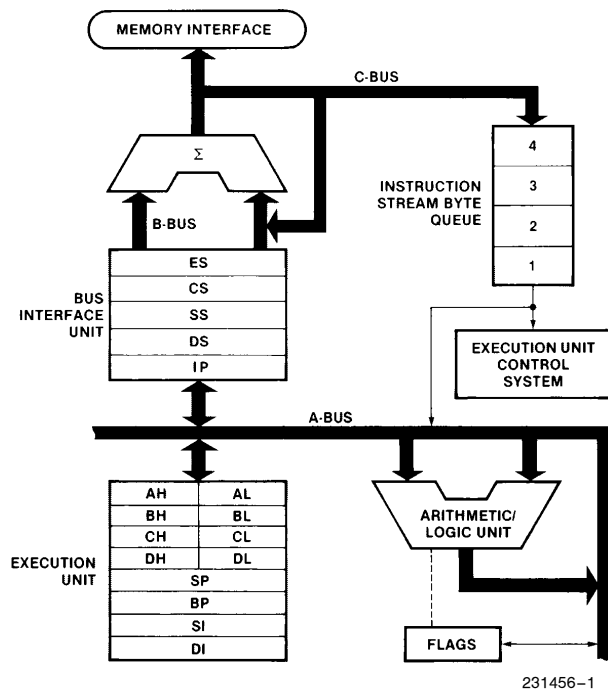 MEMORY INTERFACE
C-BUS
Σ
B-BUS
INSTRUCTION
STREAM BYTE
QUEUE
4
3
2
1
BUS
INTERFACE
UNIT
ES
CS
SS
DS
IP
EXECUTION UNIT
CONTROL
SYSTEM
A-BUS
EXECUTION
UNIT
AH AL
BH BL
CH CL
DH DL
SP
BP
SI
DI
ARITHMETIC/
LOGIC UNIT
FLAGS
231456–1